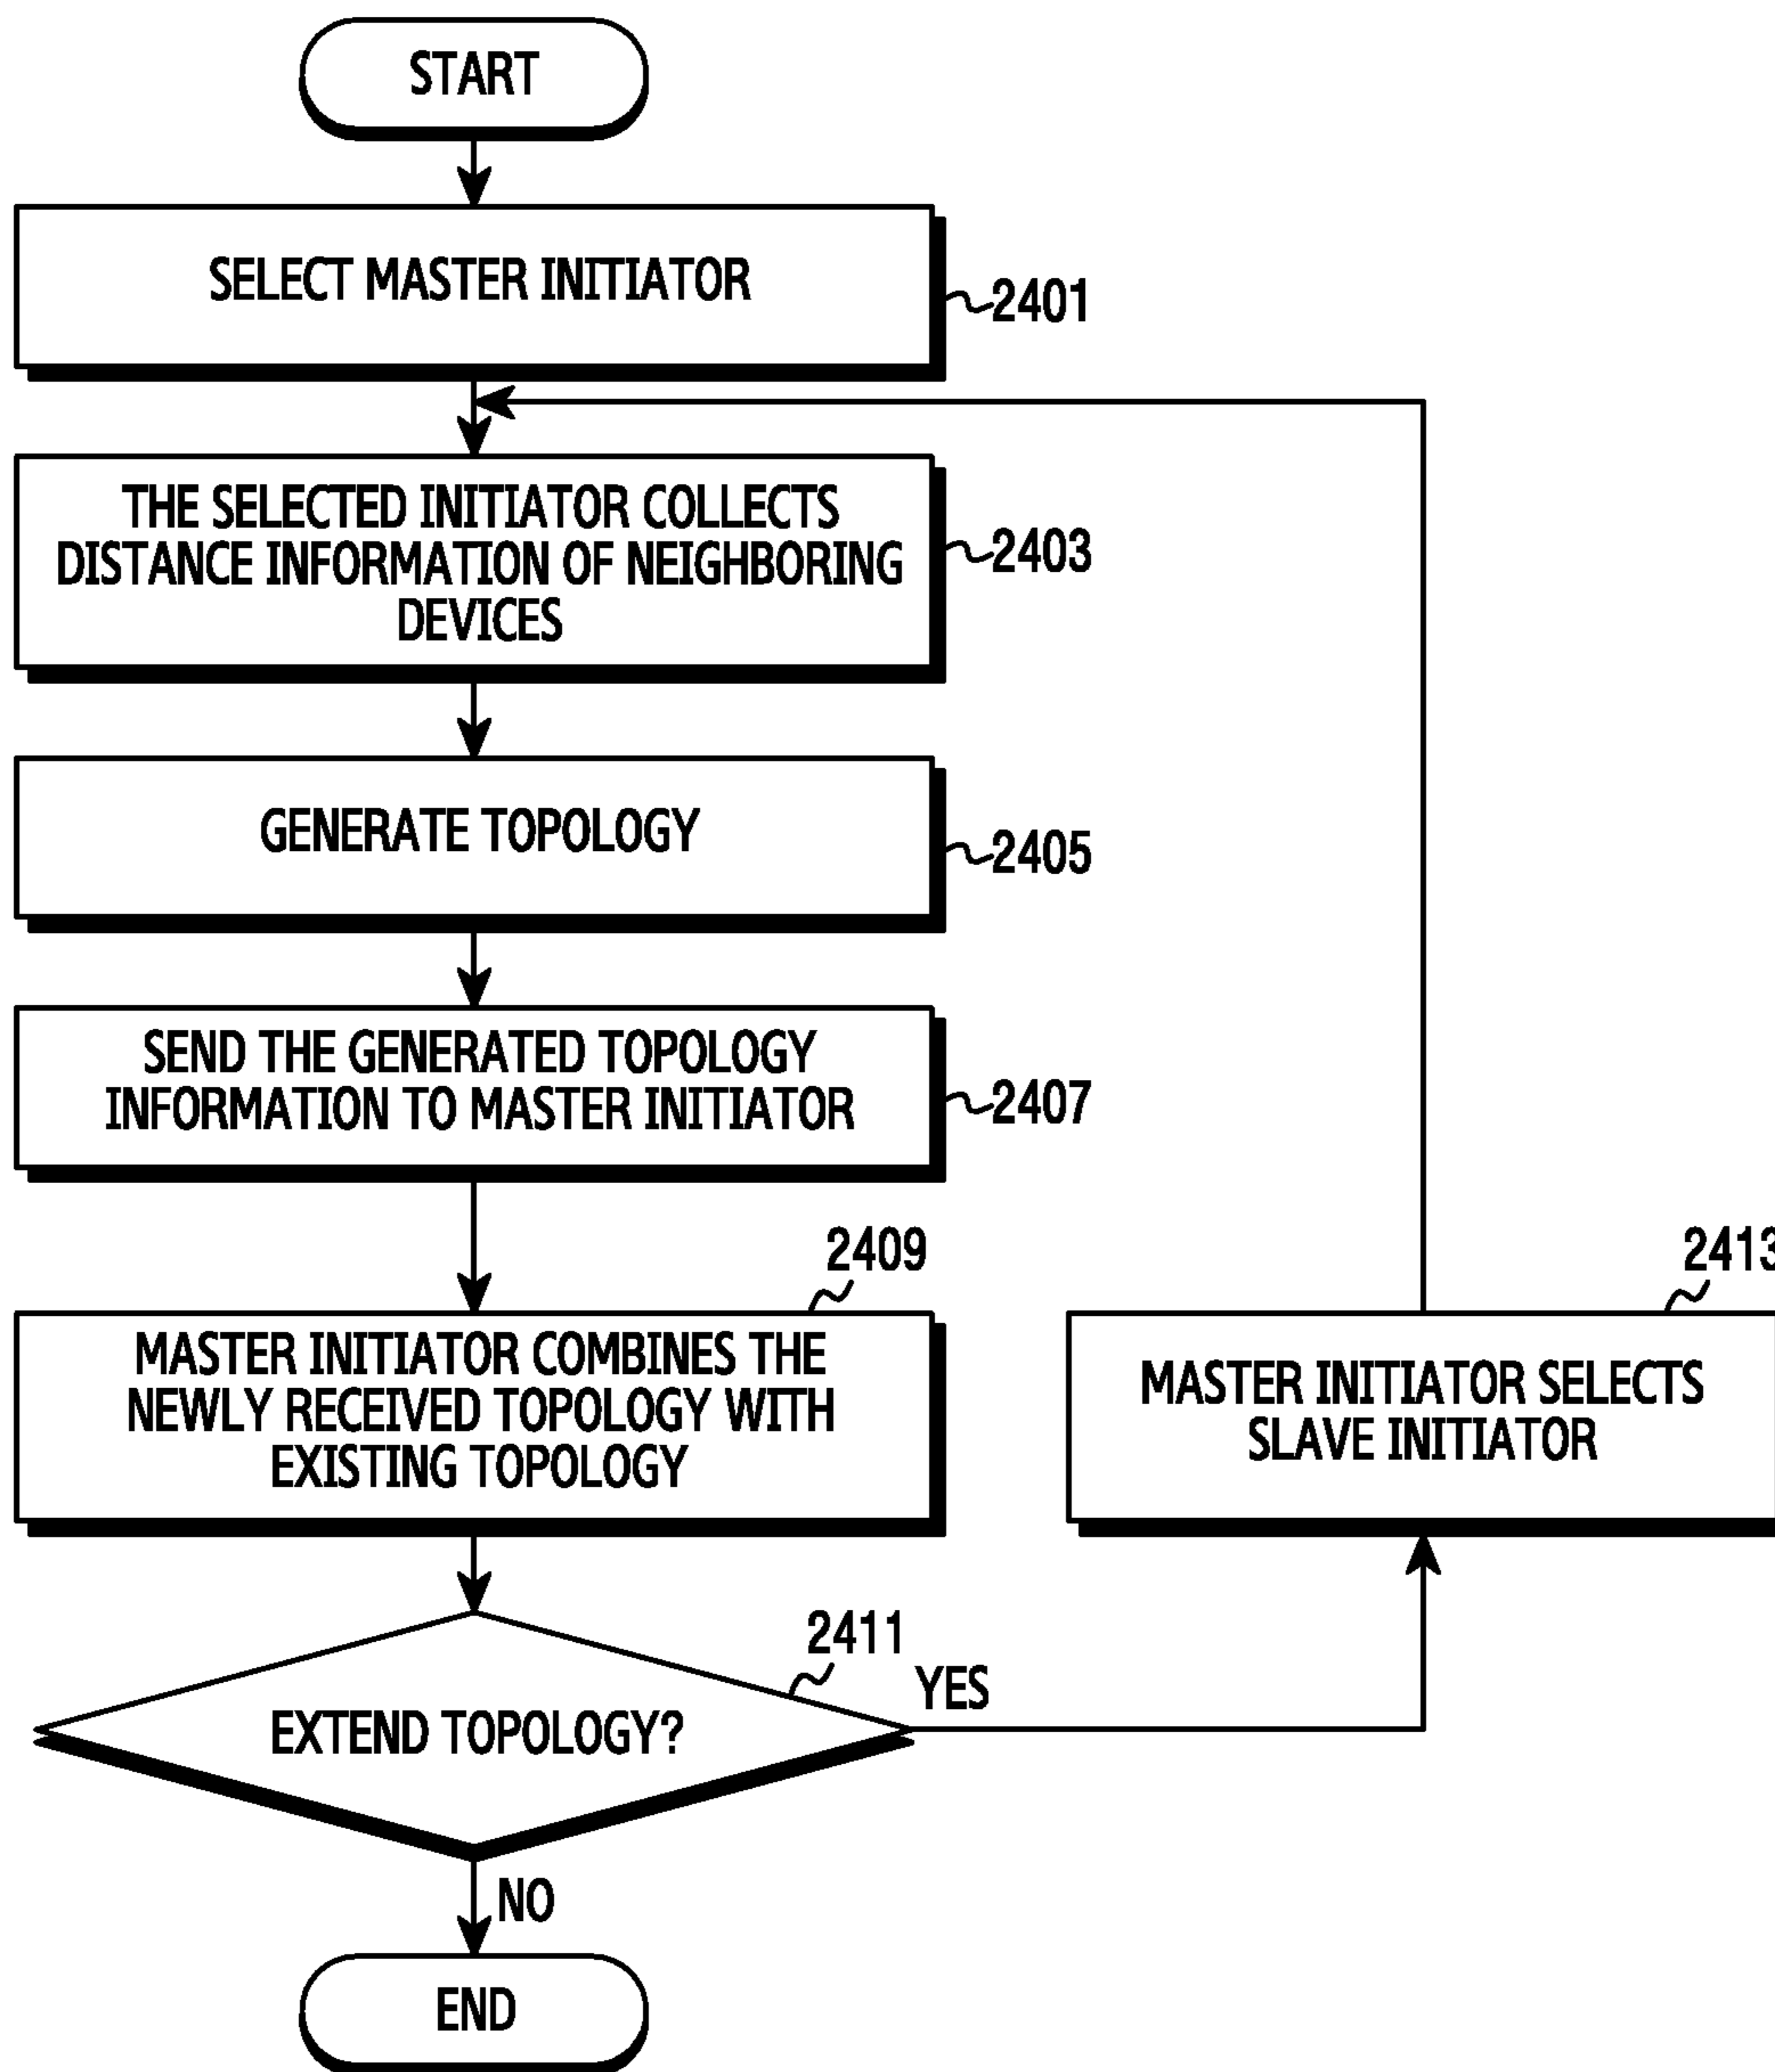 START
SELECT MASTER INITIATOR
2401
THE SELECTED INITIATOR COLLECTS
DISTANCE INFORMATION OF NEIGHBORING
DEVICES
2403
GENERATE TOPOLOGY
2405
SEND THE GENERATED TOPOLOGY
INFORMATION TO MASTER INITIATOR
2407
2409
MASTER INITIATOR COMBINES THE
NEWLY RECEIVED TOPOLOGY WITH
EXISTING TOPOLOGY
2413
MASTER INITIATOR SELECTS
SLAVE INITIATOR
2411
EXTEND TOPOLOGY?
YES
NO
END